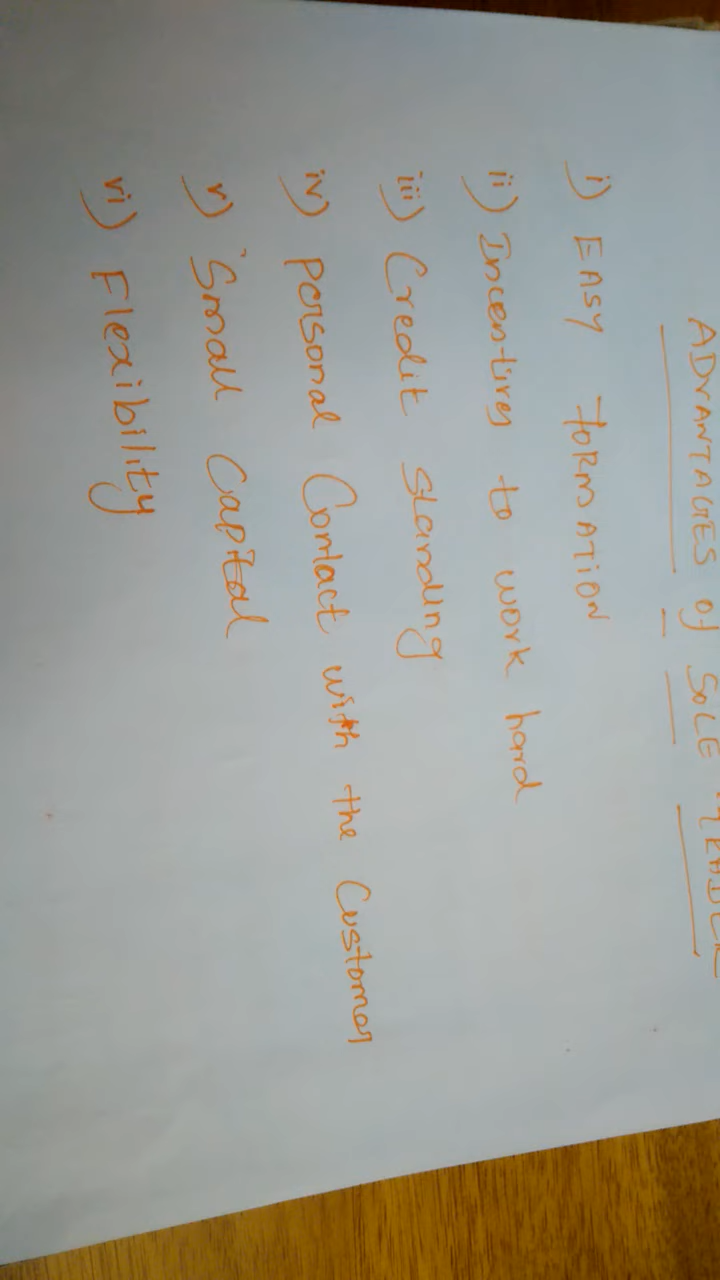 ADVANTAGES of SOLE TRADER
i) EASY FORMATION
ii) Incentives to work hard
iii) Credit Standing
iv) Personal Contact with the Customer
v) Small Capital
vi) Flexibility